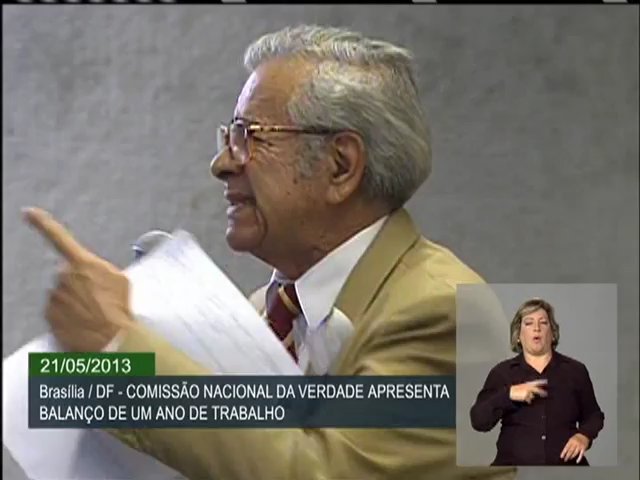 21/05/2013
Brasília / DF - COMISSÃO NACIONAL DA VERDADE APRESENTA
BALANÇO DE UM ANO DE TRABALHO